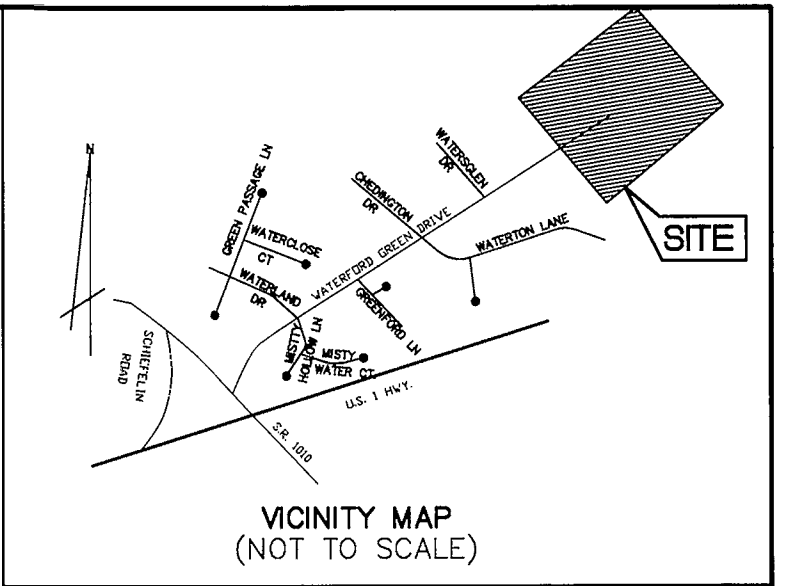 N
WATERSGLEN
DR
CHEDINGTON
DR
GREEN PASSAGE LN
WATERCLOSE
CT
WATERFORD GREEN DRIVE
WATERTON LANE
SITE
WATERLAND
DR
GREENFORD LN
MISTTY
HOLLOW LN
MISTY
WATER CT.
SCHIEFELIN
ROAD
U.S. 1 HWY.
S.R. 1010
VICINITY MAP
(NOT TO SCALE)